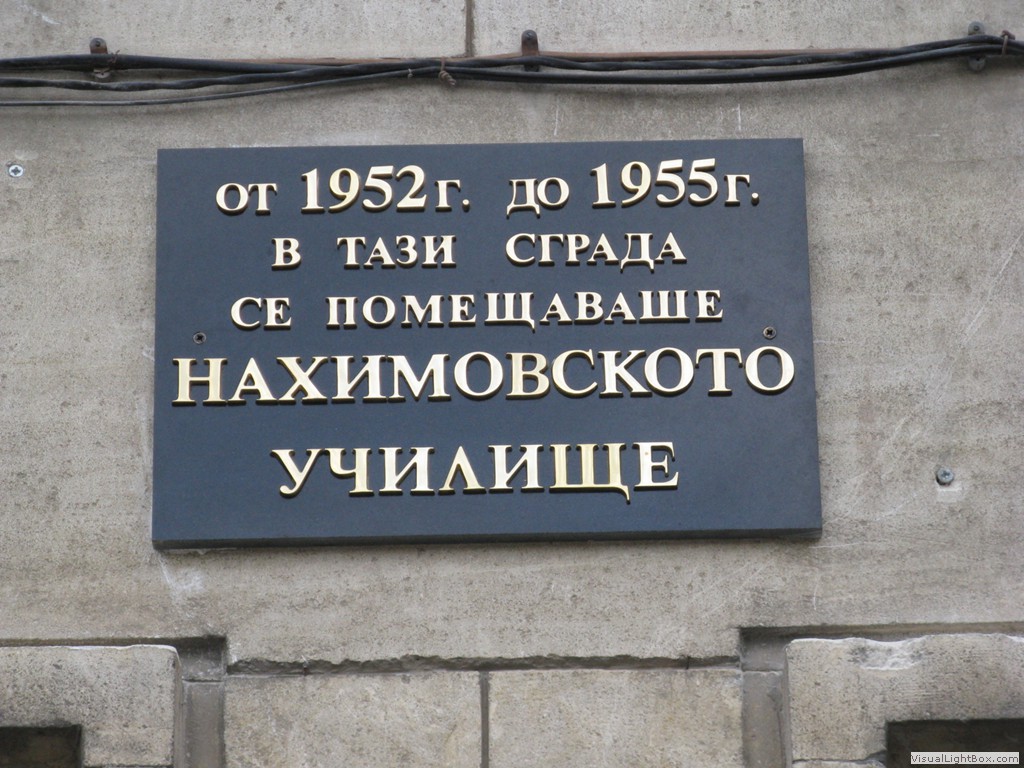 ОТ 1952г. ДО 1955г.
В ТАЗИ СГРАДА
СЕ ПОМЕЩАВАШЕ
НАХИМОВСКОТО
УЧИЛИЩЕ
VisualLightBox.com